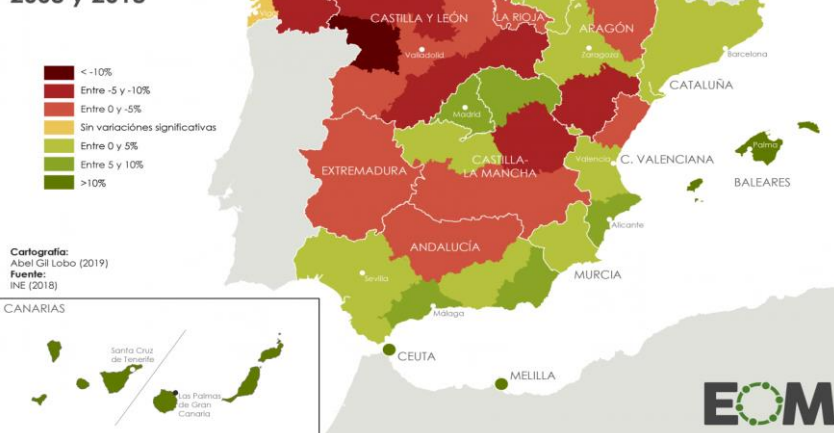 CASTILLA Y LEÓN
LA RIOJA
ARAGÓN
Valladolid
Zaragoza
Barcelona
CATALUÑA
< -10%
Entre -5 y -10%
Entre 0 y -5%
Sin variaciónes significativas
Entre 0 y 5%
Entre 5 y 10%
>10%
Madrid
Palma
BALEARES
EXTREMADURA
CASTILLA-
LA MANCHA
Valencia
C. VALENCIANA
Alicante
ANDALUCÍA
MURCIA
Sevilla
Málaga
Cartografía:
Abel Gil Lobo (2019)
Fuente:
INE (2018)
CANARIAS
Santa Cruz
de Tenerife
Las Palmas
de Gran
Canaria
CEUTA
MELILLA
EOM